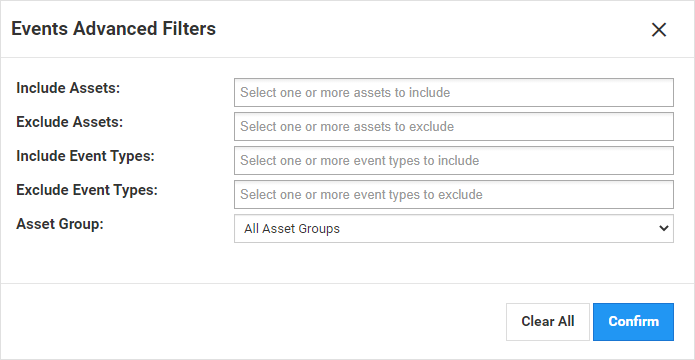 Events Advanced Filters
Include Assets: Select one or more assets to include
Exclude Assets: Select one or more assets to exclude
Include Event Types: Select one or more event types to include
Exclude Event Types: Select one or more event types to exclude
Asset Group: All Asset Groups
Clear All Confirm